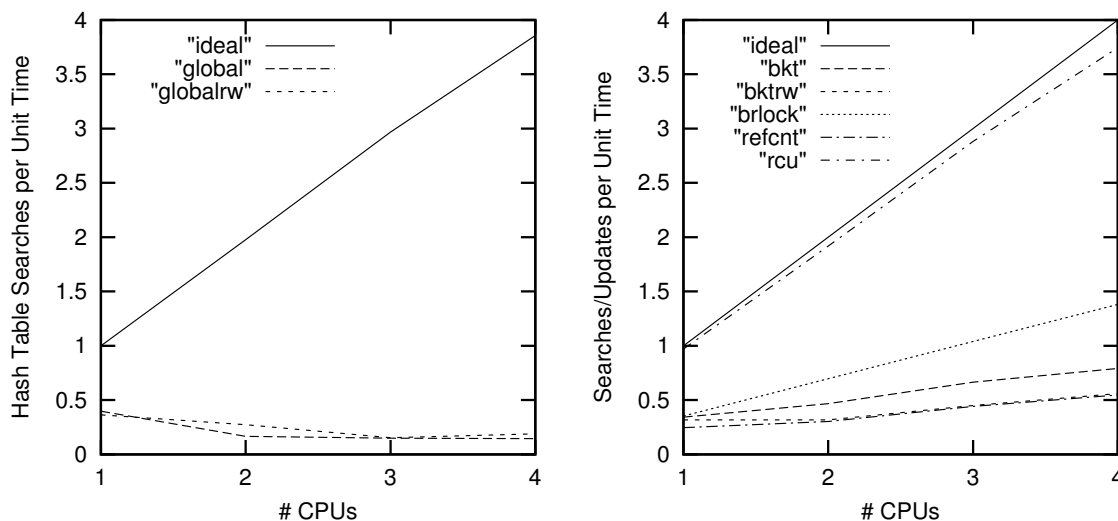 Hash Table Searches per Unit Time
4
3.5
3
2.5
2
1.5
1
0.5
0
"ideal"
"global"
"globalrw"
1 2 3 4
# CPUs
Searches/Updates per Unit Time
4
3.5
3
2.5
2
1.5
1
0.5
0
"ideal"
"bkt"
"bktrw"
"brlock"
"refcnt"
"rcu"
1 2 3 4
# CPUs